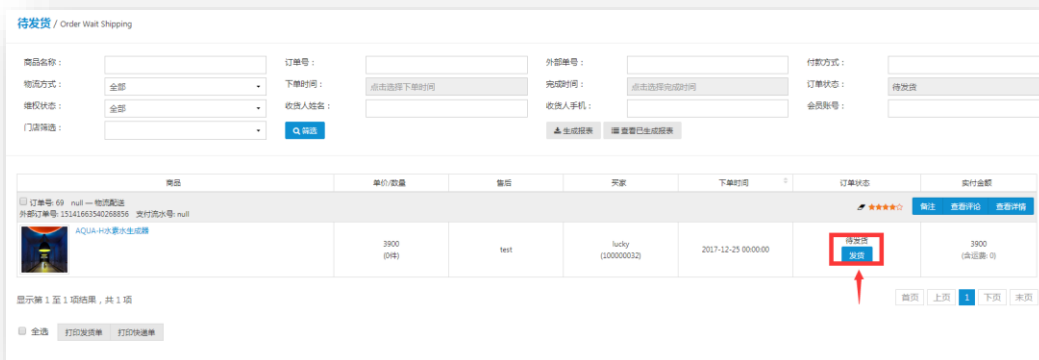 待发货 / Order Wait Shipping
商品名称： 订单号： 外部单号： 付款方式：
物流方式： 全部 下单时间： 点击选择下单时间 完成时间： 点击选择完成时间 订单状态： 待发货
维权状态： 全部 收货人姓名： 收货人手机： 会员账号：
门店筛选： 筛选 生成报表 查看已生成报表
商品 单价/数量 售后 买家 下单时间 订单状态 实付金额
订单号: 69 null — 物流配送
外部订单号: 15141663540268856 支付流水号: null 备注 查看评论 查看详情
AQUA-H水素水生成器
3900 test lucky 2017-12-25 00:00:00 待发货 3900
(0件) (100000032) 发货 (含运费: 0)
显示第 1 至 1 项结果，共 1 项 首页 上页 1 下页 末页
全选 打印发货单 打印快递单